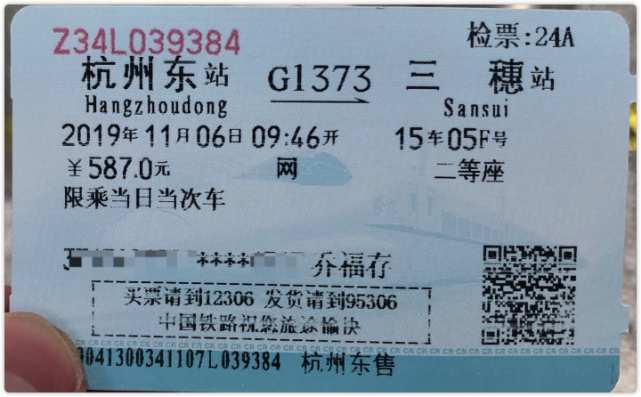 Z34L039384 检票:24A
杭州东站 G1373 三穗站
Hangzhoudong Sansui
2019年11月06日09:46开 15车05F号
￥587.0元 网 二等座
限乘当日当次车
**** 乔福存
买票请到12306 发货请到95306
中国铁路祝您旅途愉快
3041300341107L039384 杭州东售